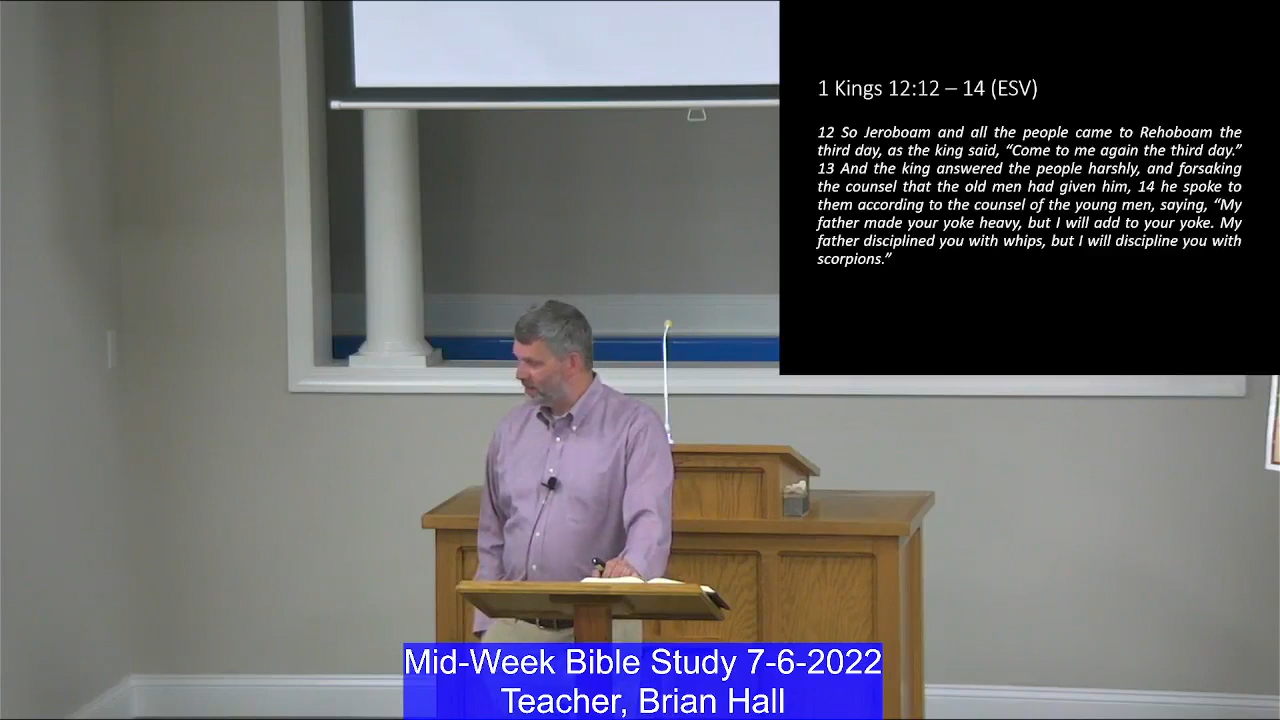 1 Kings 12:12 – 14 (ESV)
12 So Jeroboam and all the people came to Rehoboam the
third day, as the king said, “Come to me again the third day.”
13 And the king answered the people harshly, and forsaking
the counsel that the old men had given him, 14 he spoke to
them according to the counsel of the young men, saying, “My
father made your yoke heavy, but I will add to your yoke. My
father disciplined you with whips, but I will discipline you with
scorpions.”
Mid-Week Bible Study 7-6-2022
Teacher, Brian Hall